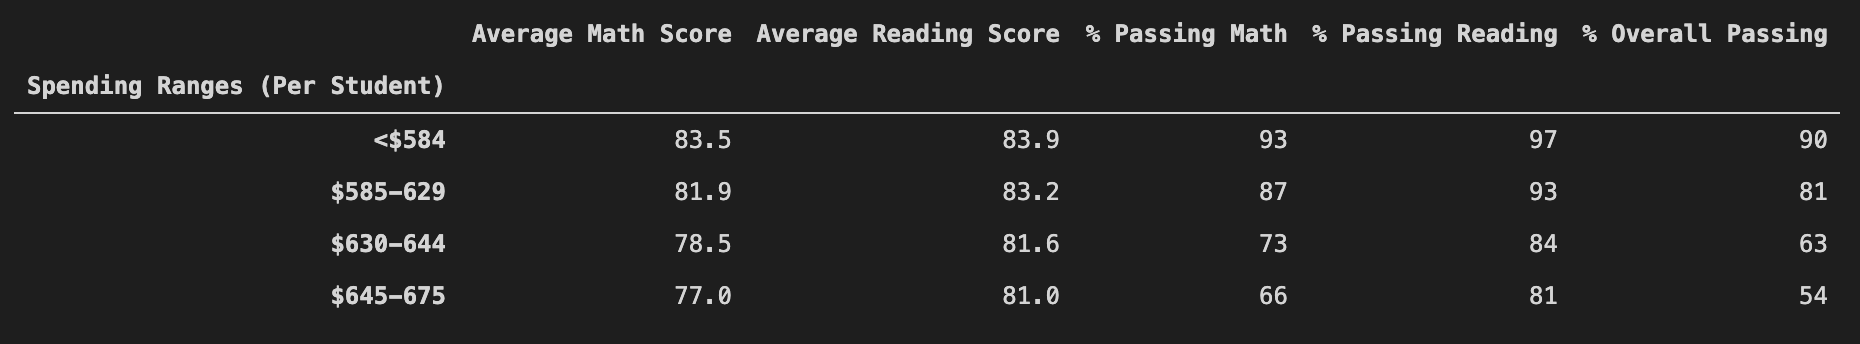 Average Math Score Average Reading Score % Passing Math % Passing Reading % Overall Passing
Spending Ranges (Per Student)
<$584 83.5 83.9 93 97 90
$585-629 81.9 83.2 87 93 81
$630-644 78.5 81.6 73 84 63
$645-675 77.0 81.0 66 81 54